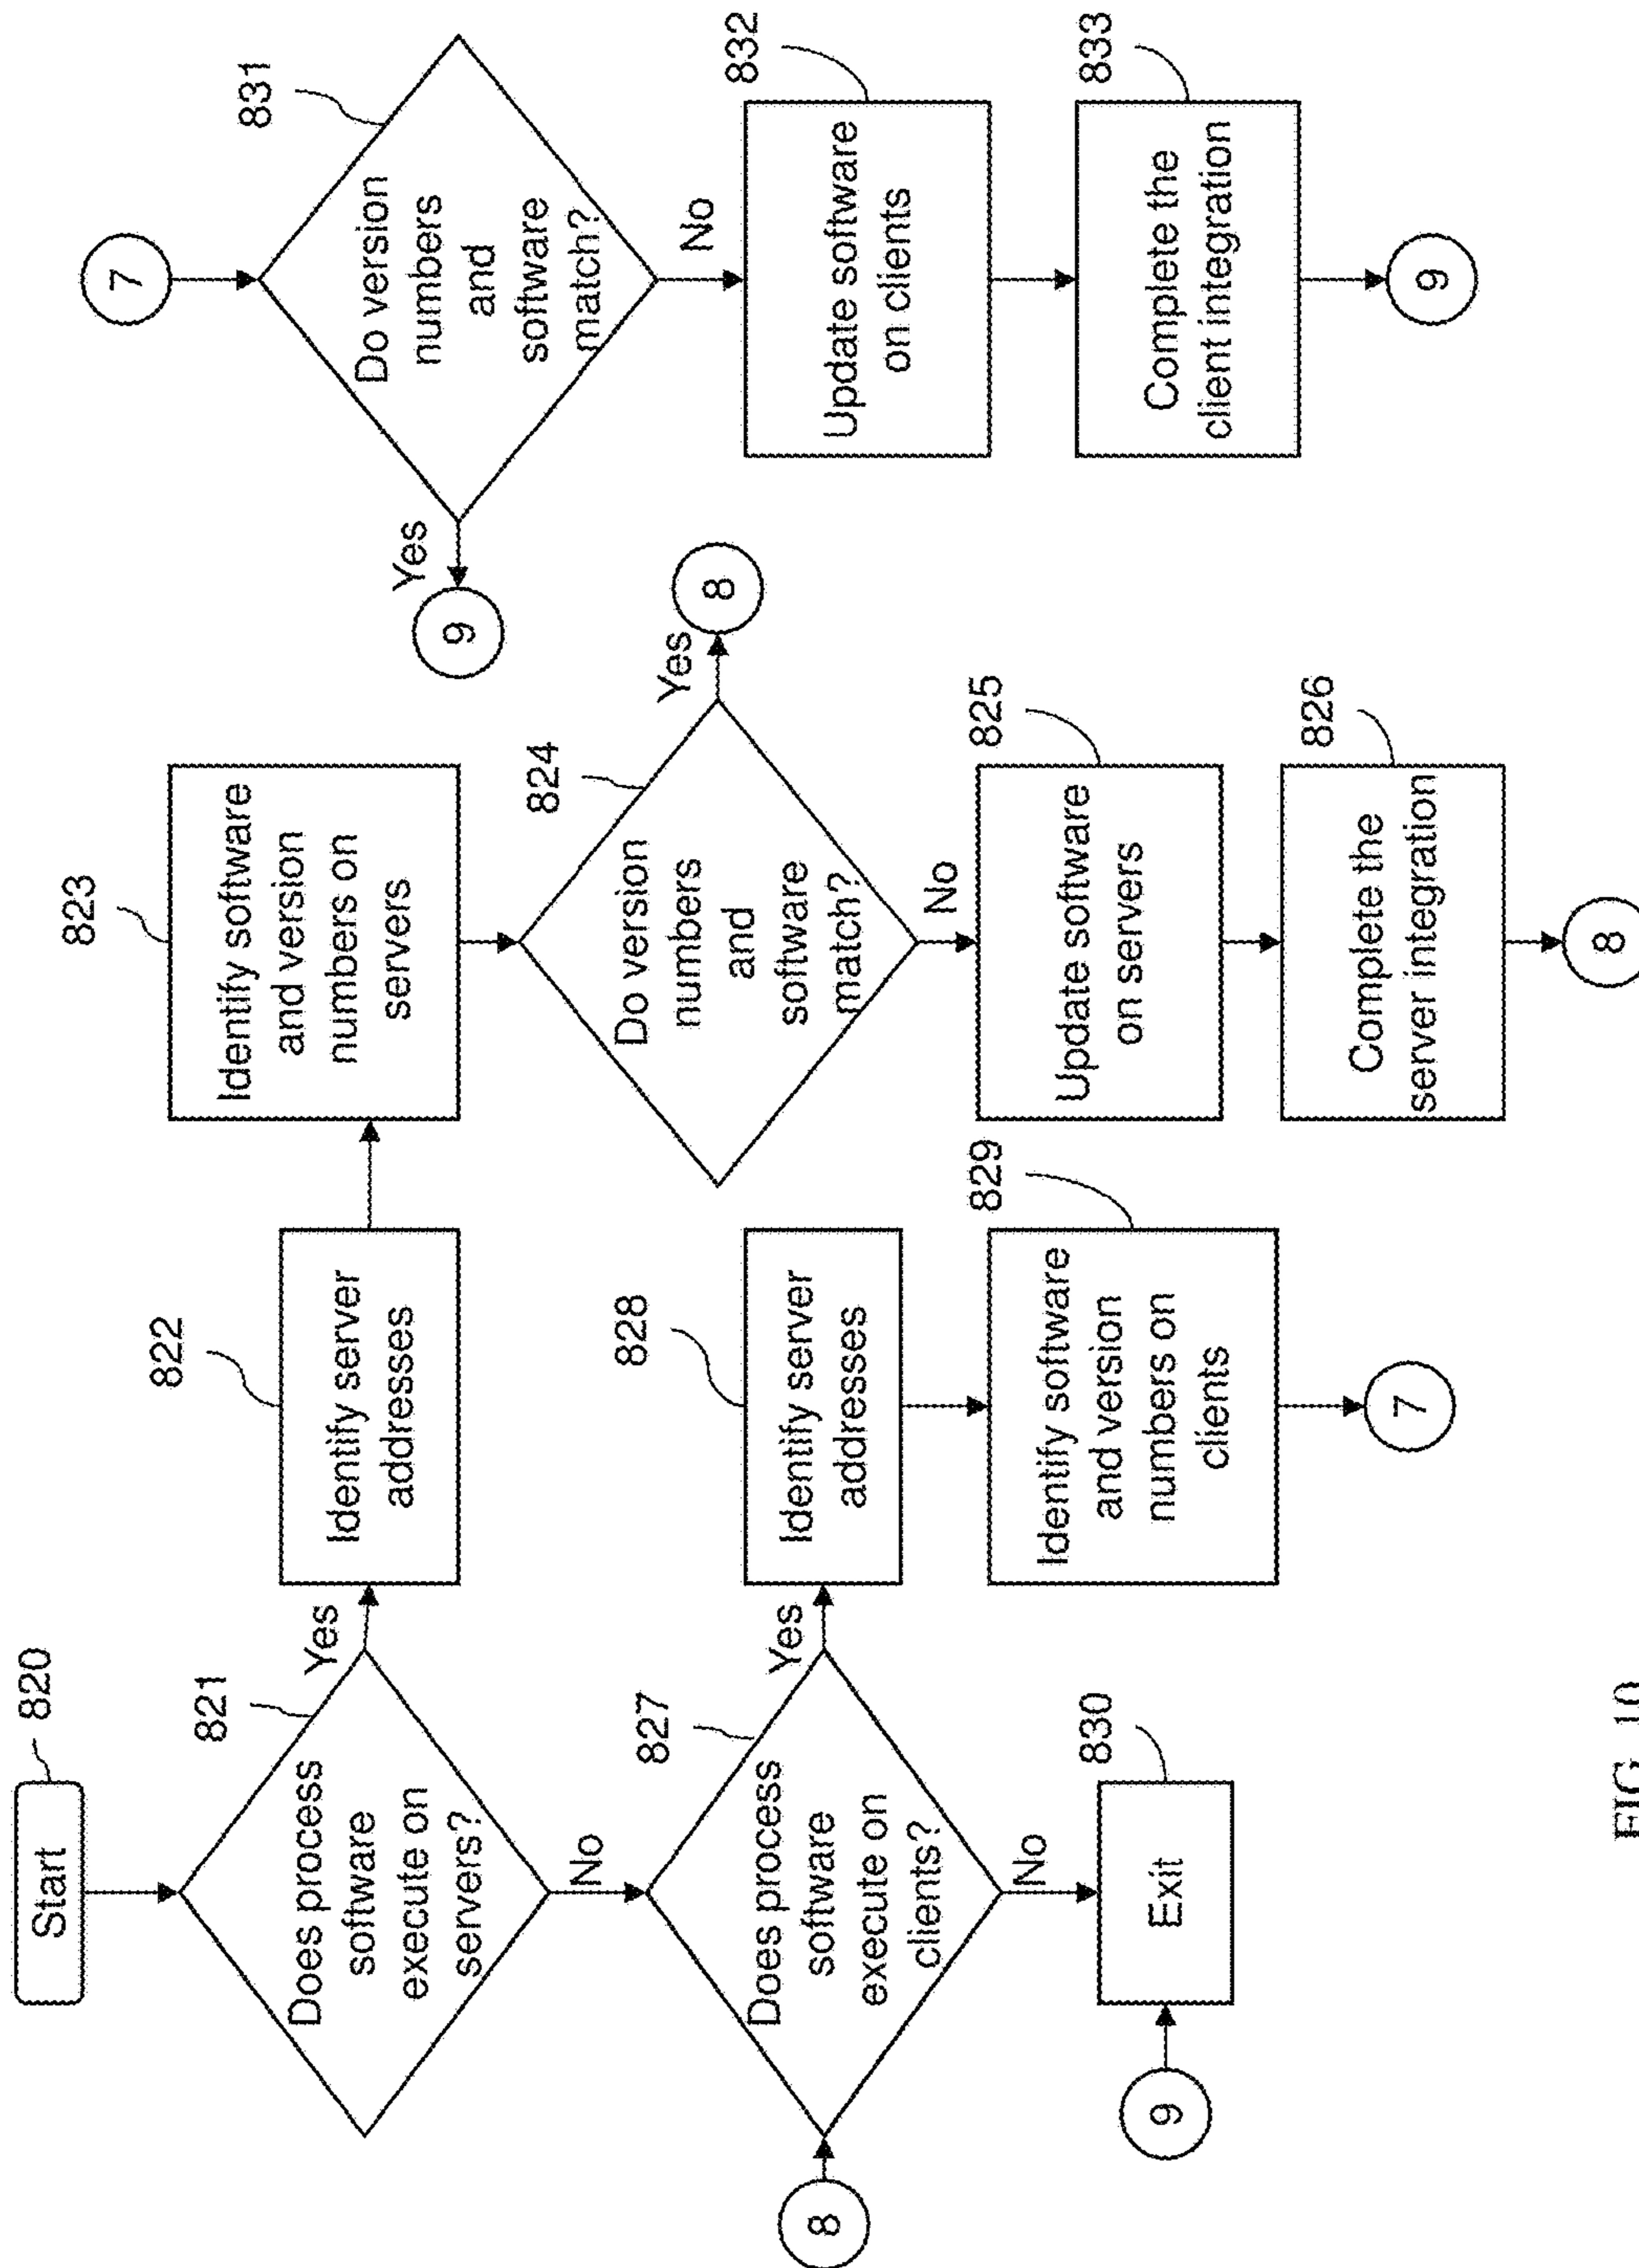 Start
820
Does process
software
execute on
servers?
821
Yes
No
Identify server
addresses
822
Identify software
and version
numbers on
servers
823
Do version
numbers
and
software
match?
824
Yes
8
No
Update software
on servers
825
Complete the
server integration
826
8
8
Does process
software
execute on
clients?
827
Yes
No
Identify server
addresses
828
Identify software
and version
numbers on
clients
829
7
9
Exit
830
7
Do version
numbers
and
software
match?
831
Yes
9
No
Update software
on clients
832
Complete the
client integration
833
9
FIG. 10